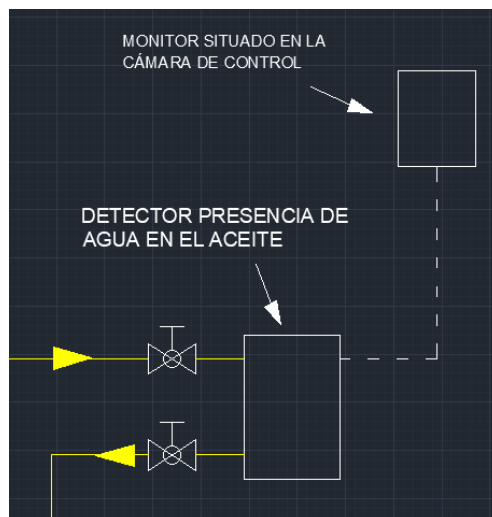 MONITOR SITUADO EN LA
CÁMARA DE CONTROL
DETECTOR PRESENCIA DE
AGUA EN EL ACEITE